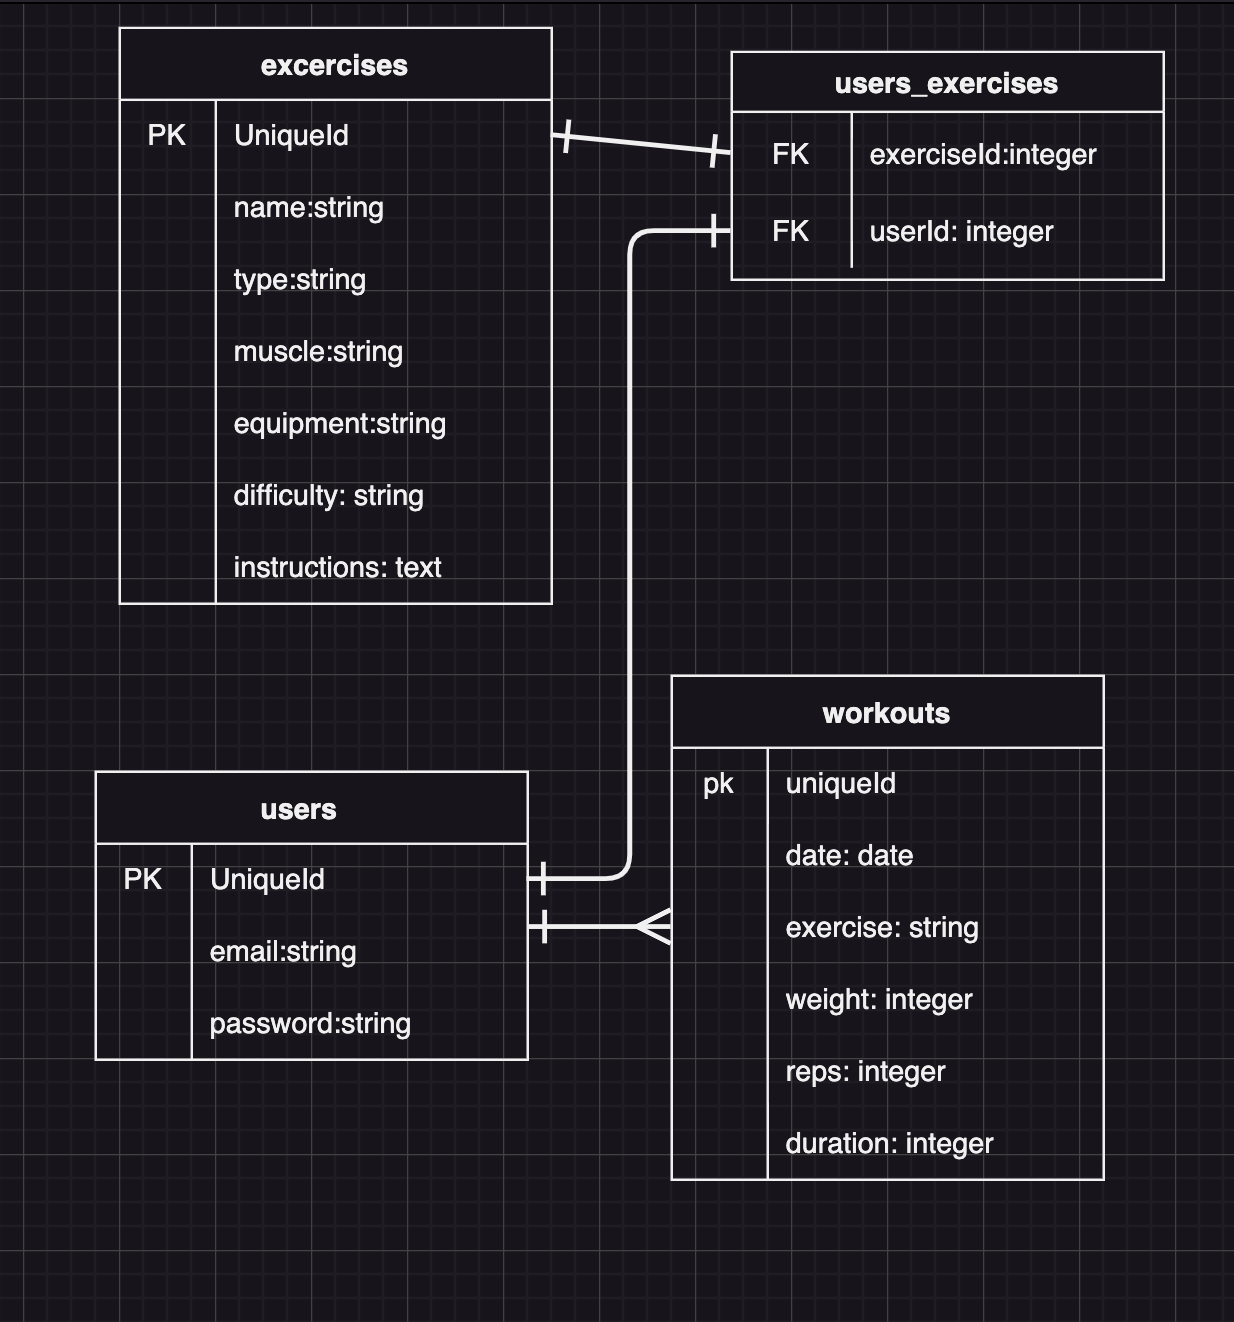 excercises
PK UniqueId
name:string
type:string
muscle:string
equipment:string
difficulty: string
instructions: text
users_exercises
FK exerciseId:integer
FK userId: integer
users
PK UniqueId
email:string
password:string
workouts
pk uniqueId
date: date
exercise: string
weight: integer
reps: integer
duration: integer